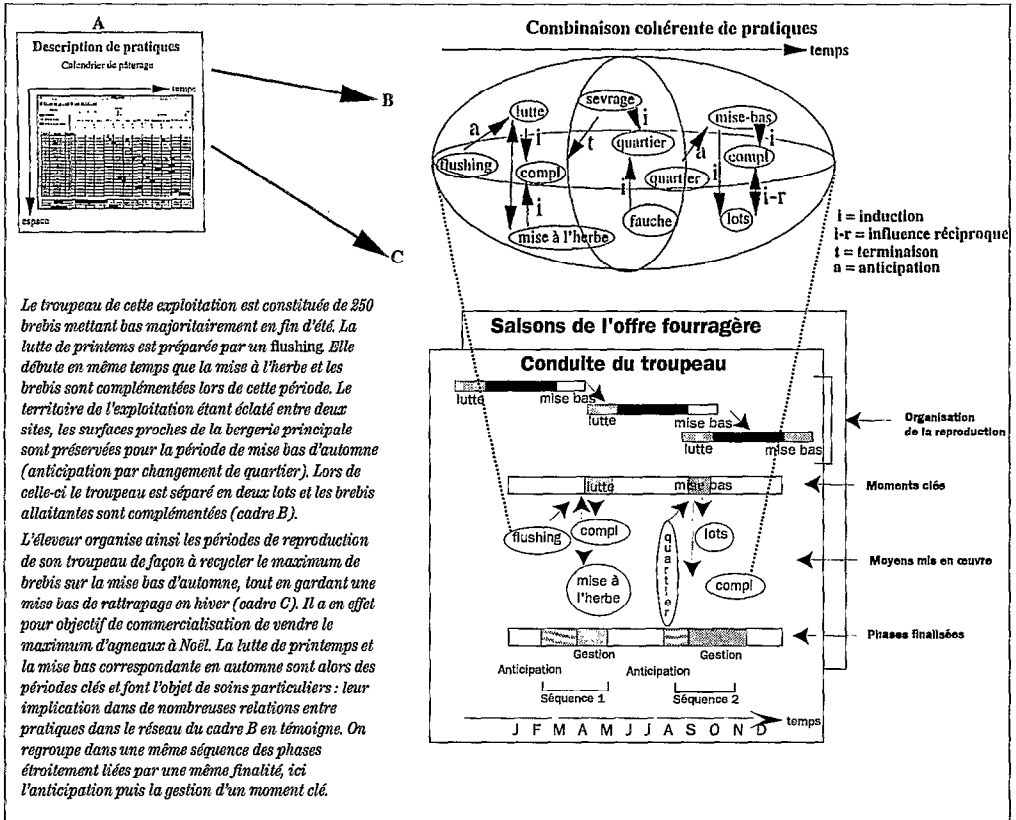 A
Description de pratiques
Calendrier de pâturage
temps
espace
B
C
Combinaison cohérente de pratiques
temps
lutte
sevrage
mise-bas
a
i
i
i
quartier
t
a
compl
flushing
compl
quartier
i
i
i
i-r
mise à l'herbe
fauche
lots
i = induction
i-r = influence réciproque
t = terminaison
a = anticipation
Le troupeau de cette exploitation est constituée de 250
brebis mettant bas majoritairement en fin d'été. La
lutte de printems est préparée par un flushing. Elle
débute en même temps que la mise à l'herbe et les
brebis sont complémentées lors de cette période. Le
territoire de l'exploitation étant éclaté entre deux
sites, les surfaces proches de la bergerie principale
sont préservées pour la période de mise bas d'automne
(anticipation par changement de quartier). Lors de
celle-ci le troupeau est séparé en deux lots et les brebis
allaitantes sont complémentées (cadre B).
L'éleveur organise ainsi les périodes de reproduction
de son troupeau de façon à recycler le maximum de
brebis sur la mise bas d'automne, tout en gardant une
mise bas de rattrapage en hiver (cadre C). Il a en effet
pour objectif de commercialisation de vendre le
maximum d'agneaux à Noël. La lutte de printemps et
la mise bas correspondante en automne sont alors des
périodes clés et font l'objet de soins particuliers : leur
implication dans de nombreuses relations entre
pratiques dans le réseau du cadre B en témoigne. On
regroupe dans une même séquence des phases
étroitement liées par une même finalité, ici
l'anticipation puis la gestion d'un moment clé.
Saisons de l'offre fourragère
Conduite du troupeau
lutte mise bas
lutte mise bas
lutte mise bas
Organisation
de la reproduction
lutte mise bas
Moments clés
flushing
compl
quartier
lots
mise à
l'herbe
compl
Moyens mis en œuvre
Phases finalisées
Gestion Gestion
Anticipation Anticipation
Séquence 1 Séquence 2
temps
J F M A M J J A S O N D